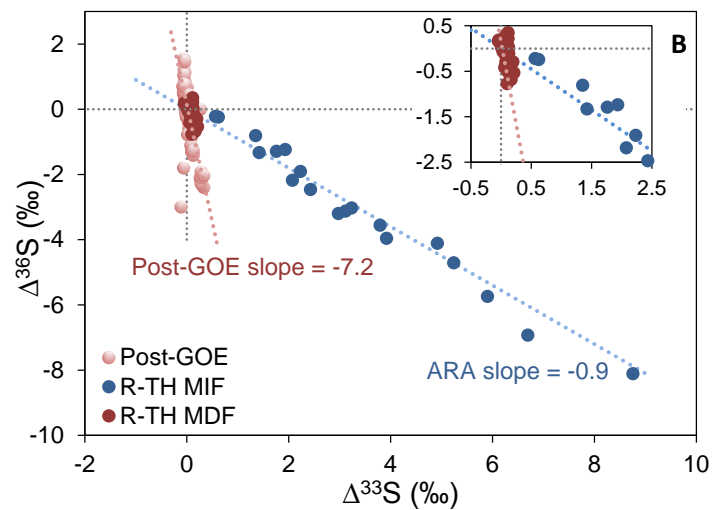 2
0
-2
-4
-6
-8
-10
-2
0
2
4
6
8
10
Δ³⁶S (‰)
Δ³³S (‰)
Post-GOE slope = -7.2
ARA slope = -0.9
Post-GOE
R-TH MIF
R-TH MDF
B
0.5
-0.5
-1.5
-2.5
-0.5
0.5
1.5
2.5